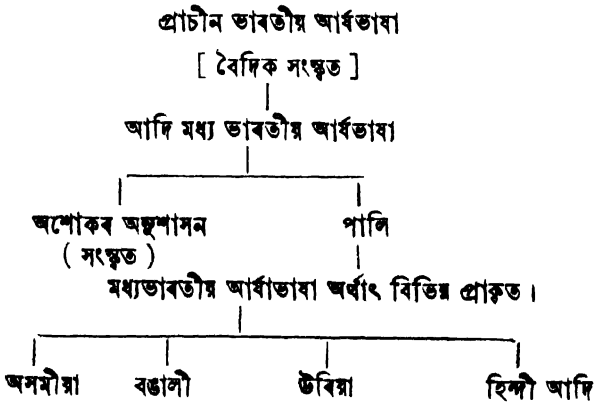 প্ৰাচীন ভাৰতীয় আৰ্যভাষা
[ বৈদিক সংস্কৃত ]
আদি মধ্য ভাৰতীয় আৰ্যভাষা
অশোকৰ অনুশাসন পালি
( সংস্কৃত )
মধ্যভাৰতীয় আৰ্যভাষা অৰ্থাৎ বিভিন্ন প্ৰাকৃত ।
অসমীয়া বঙালী উৰিয়া হিন্দী আদি